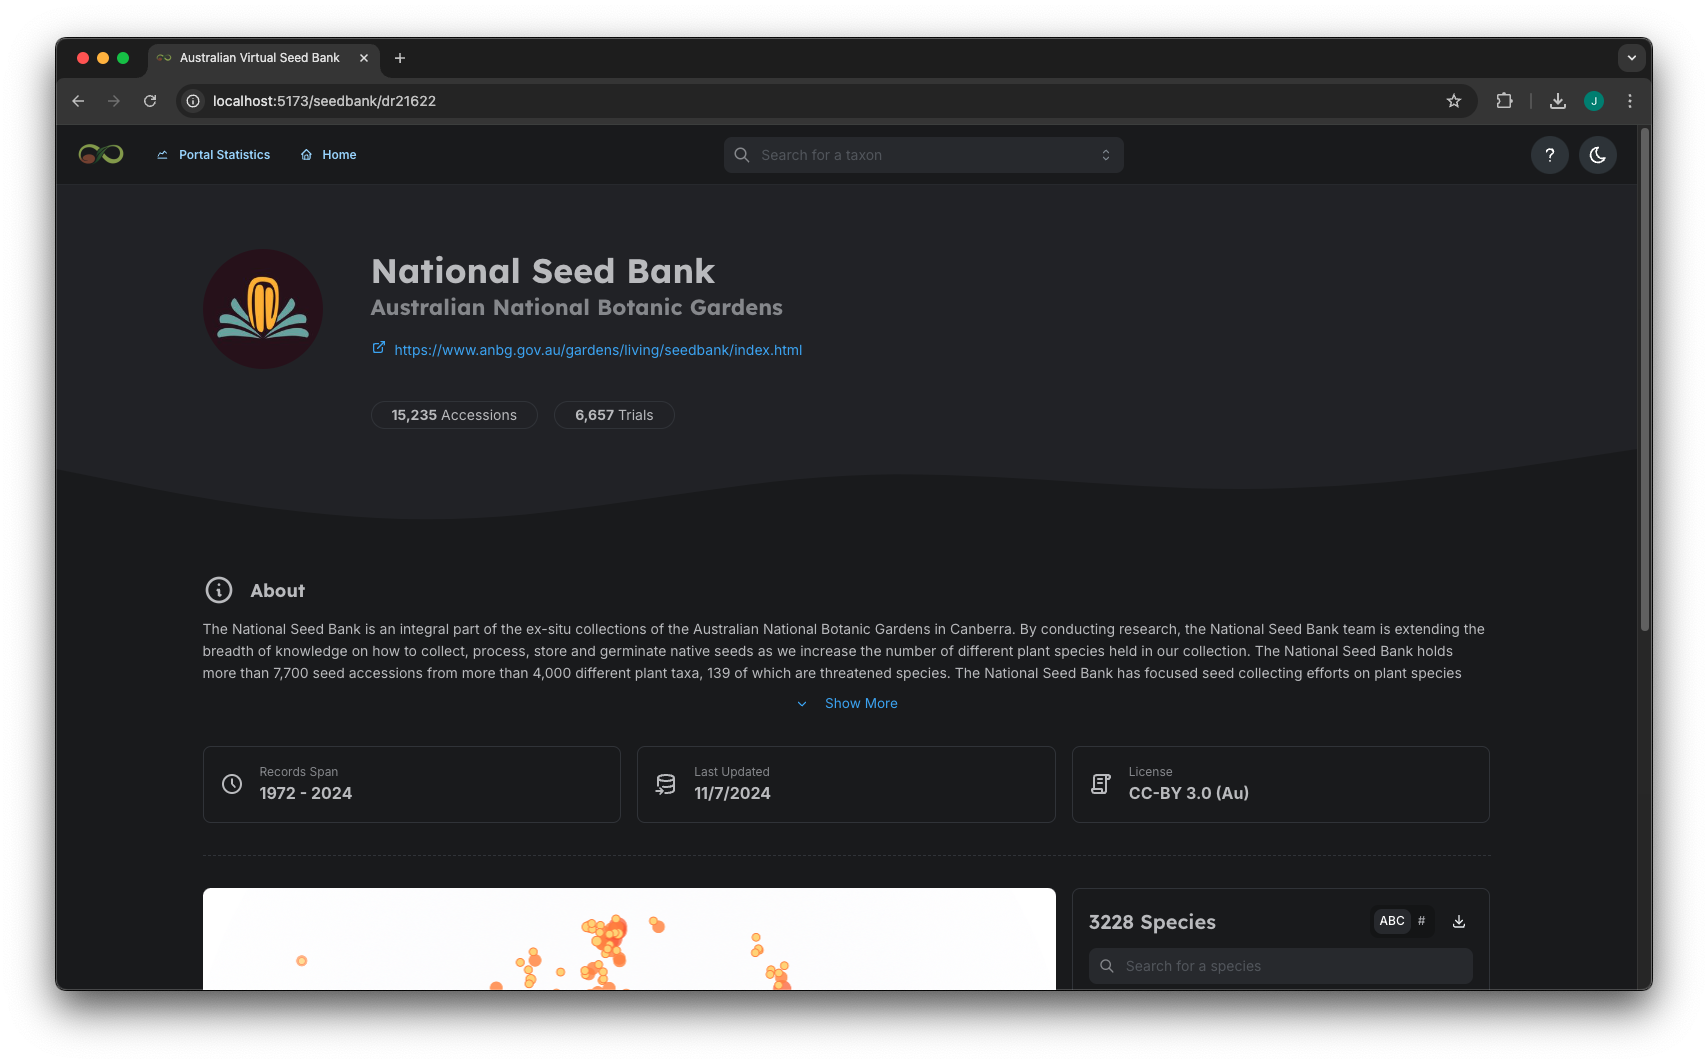 Australian Virtual Seed Bank
localhost:5173/seedbank/dr21622
J
Portal Statistics
Home
Search for a taxon
?
National Seed Bank
Australian National Botanic Gardens
https://www.anbg.gov.au/gardens/living/seedbank/index.html
15,235 Accessions
6,657 Trials
About
The National Seed Bank is an integral part of the ex-situ collections of the Australian National Botanic Gardens in Canberra. By conducting research, the National Seed Bank team is extending the
breadth of knowledge on how to collect, process, store and germinate native seeds as we increase the number of different plant species held in our collection. The National Seed Bank holds
more than 7,700 seed accessions from more than 4,000 different plant taxa, 139 of which are threatened species. The National Seed Bank has focused seed collecting efforts on plant species
Show More
Records Span
1972 - 2024
Last Updated
11/7/2024
License
CC-BY 3.0 (Au)
3228 Species
ABC #
Search for a species